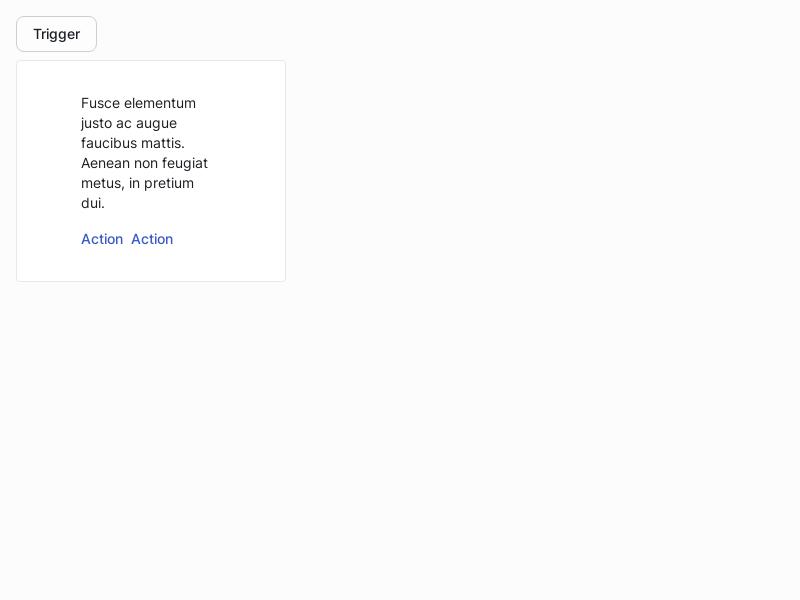 Trigger
Fusce elementum
justo ac augue
faucibus mattis.
Aenean non feugiat
metus, in pretium
dui.
Action Action